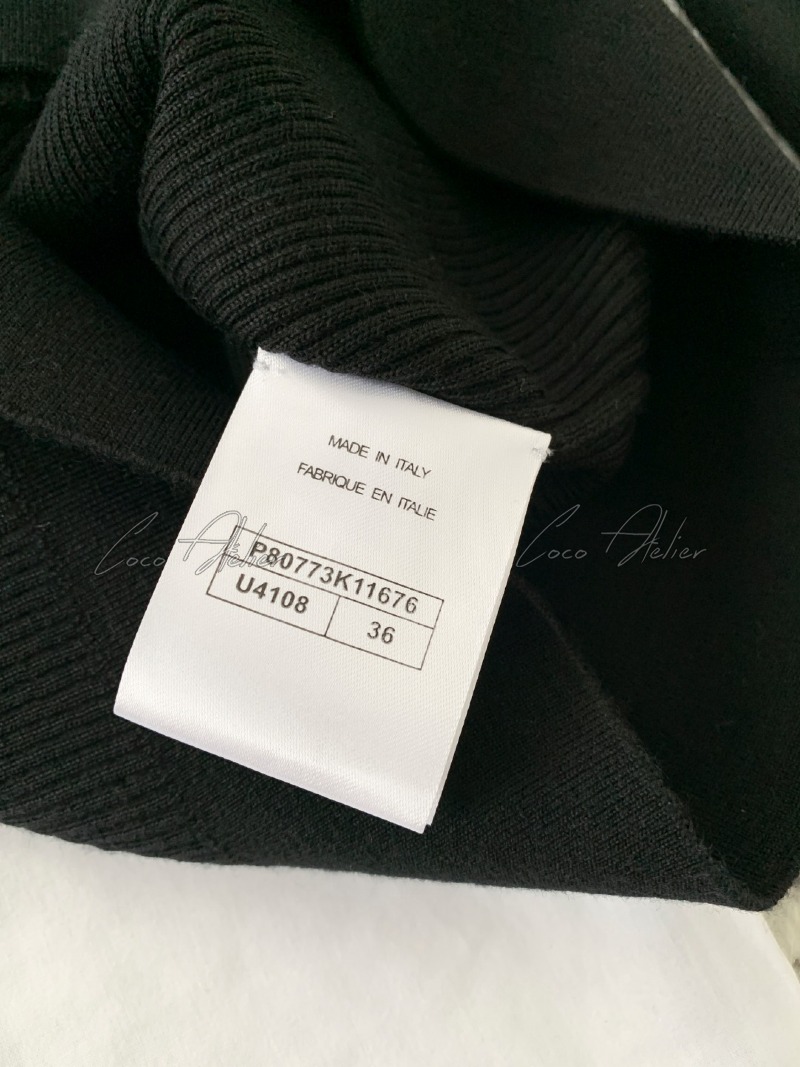 MADE IN ITALY
FABRIQUE EN ITALIE
Coco Atelier
Coco Atelier
P80773K11676
U4108 36